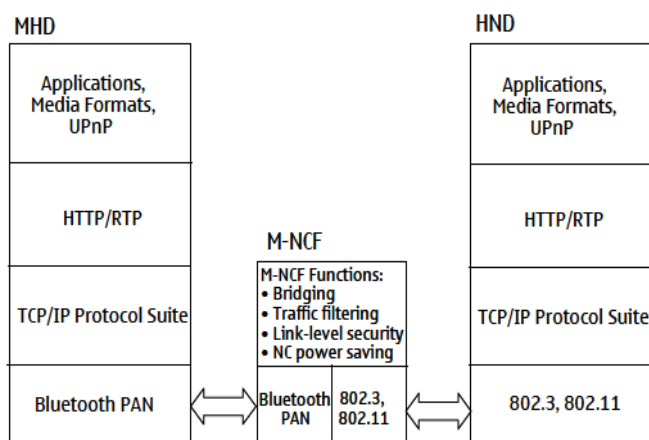 MHD
Applications,
Media Formats,
UPnP
HTTP/RTP
TCP/IP Protocol Suite
Bluetooth PAN
M-NCF
M-NCF Functions:
• Bridging
• Traffic filtering
• Link-level security
• NC power saving
Bluetooth
PAN
802.3,
802.11
HND
Applications,
Media Formats,
UPnP
HTTP/RTP
TCP/IP Protocol Suite
802.3, 802.11